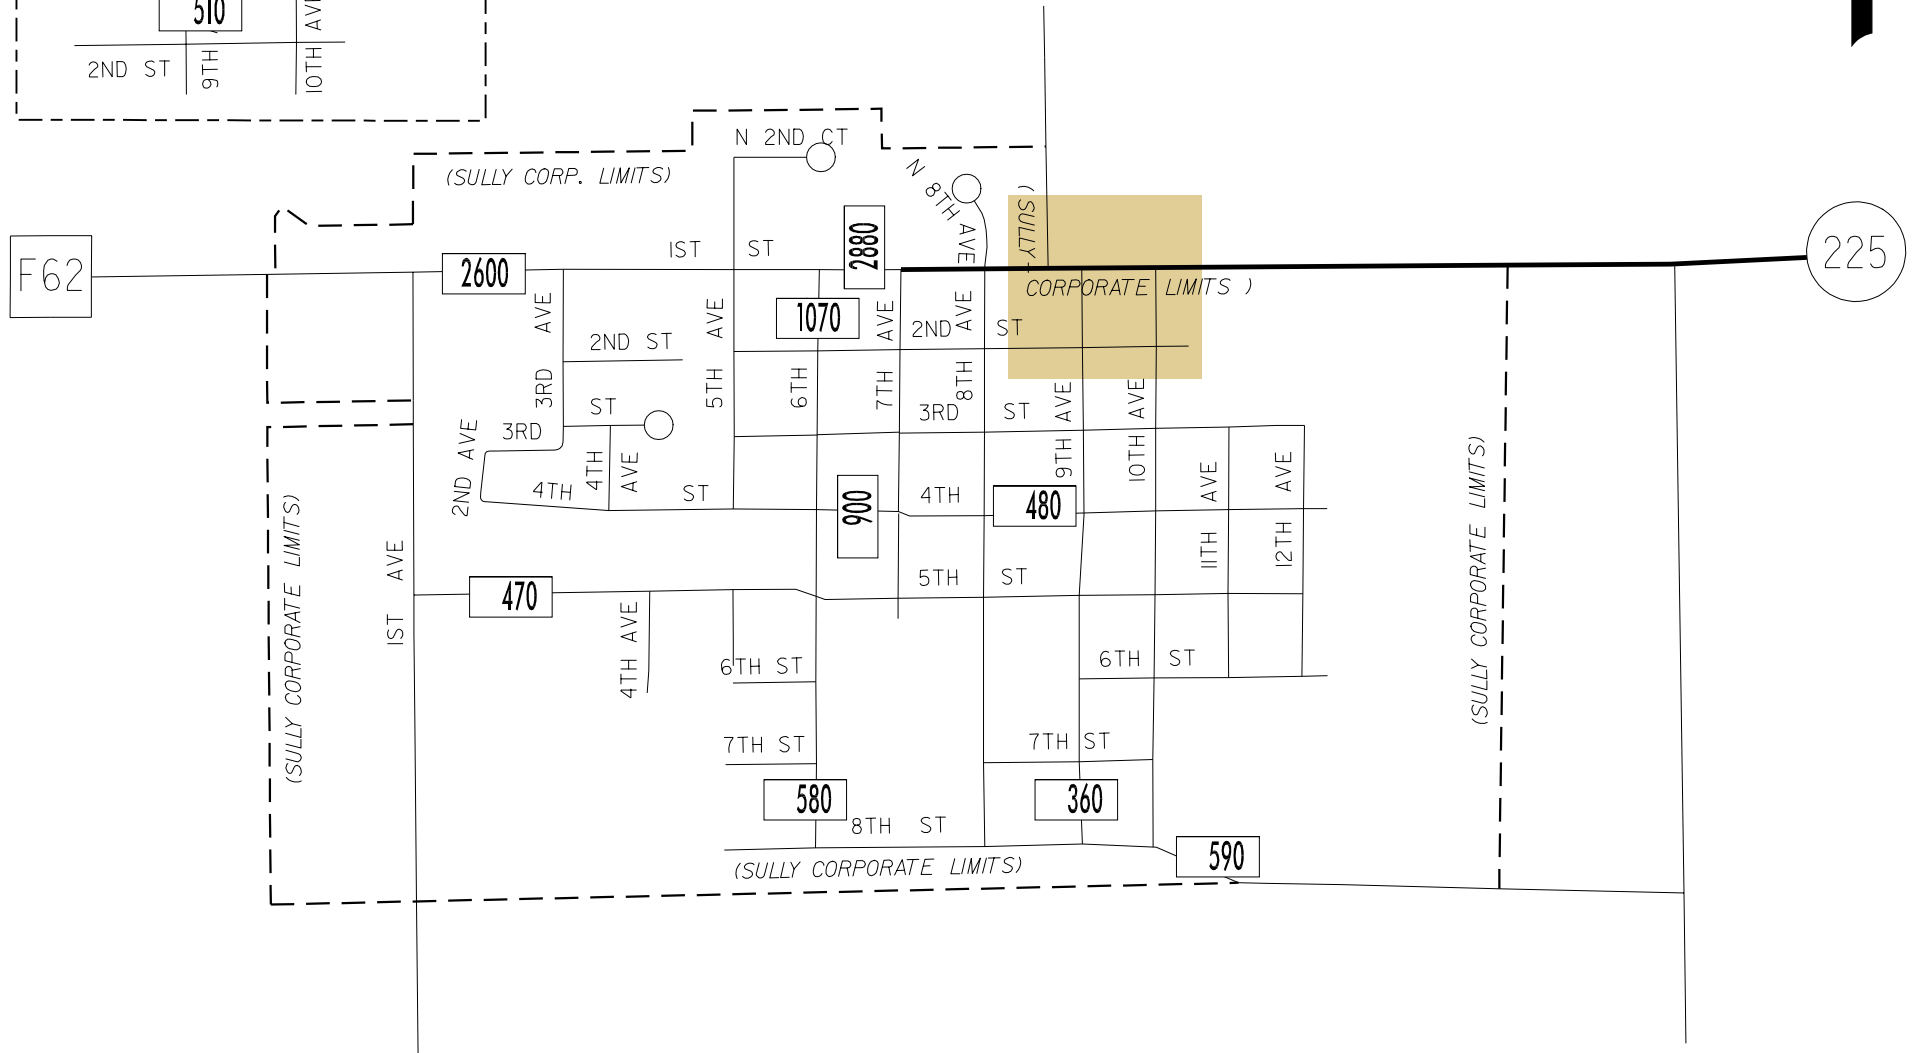 510
2ND ST
9TH
10TH AVE
N 2ND CT
(SULLY CORP. LIMITS)
N 8TH AVE
(SULLY-
CORPORATE LIMITS )
F62
2600
1ST ST
2880
225
1070
3RD AVE
2ND ST
5TH AVE
6TH
7TH AVE
2ND ST
8TH AVE
3RD ST
2ND AVE
4TH AVE
3RD ST
9TH AVE
10TH AVE
4TH ST
900
4TH
480
11TH AVE
12TH AVE
(SULLY CORPORATE LIMITS)
1ST AVE
470
5TH ST
(SULLY CORPORATE LIMITS)
4TH AVE
6TH ST
6TH ST
7TH ST
7TH ST
580
360
8TH ST
590
(SULLY CORPORATE LIMITS)